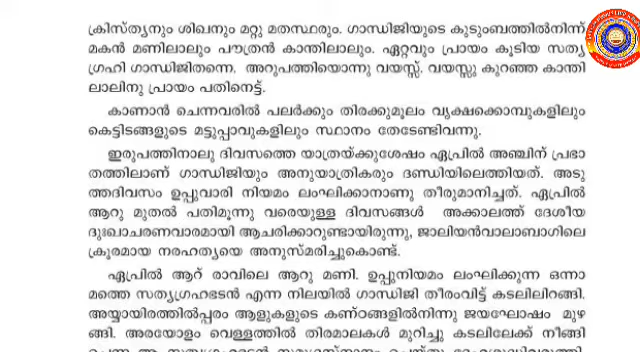 ക്രിസ്ത്യനും ശിഖനും മറ്റു മതസ്ഥരും. ഗാന്ധിജിയുടെ കുടുംബത്തിൽനിന്ന്
മകൻ മണിലാലും പൗത്രൻ കാന്തിലാലും. ഏറ്റവും പ്രായം കൂടിയ സത്യ
ഗ്രഹി ഗാന്ധിജിതന്നെ, അറുപത്തിയൊന്നു വയസ്സ്. വയസ്സു കുറഞ്ഞ കാന്തി
ലാലിനു പ്രായം പതിനെട്ട്.
കാണാൻ ചെന്നവരിൽ പലർക്കും തിരക്കുമൂലം വൃക്ഷക്കൊമ്പുകളിലും
കെട്ടിടങ്ങളുടെ മട്ടുപ്പാവുകളിലും സ്ഥാനം തേടേണ്ടിവന്നു.
ഇരുപത്തിനാലു ദിവസത്തെ യാത്രയ്ക്കുശേഷം ഏപ്രിൽ അഞ്ചിന് പ്രഭാ
തത്തിലാണ് ഗാന്ധിജിയും അനുയാത്രികരും ദണ്ഡിയിലെത്തിയത്. അടു
ത്തദിവസം ഉപ്പുവാരി നിയമം ലംഘിക്കാനാണു തീരുമാനിച്ചത്. ഏപ്രിൽ
ആറു മുതൽ പതിമൂന്നു വരെയുള്ള ദിവസങ്ങൾ അക്കാലത്ത് ദേശീയ
ദുഃഖാചരണവാരമായി ആചരിക്കാറുണ്ടായിരുന്നു, ജാലിയൻവാലാബാഗിലെ
ക്രൂരമായ നരഹത്യയെ അനുസ്മരിച്ചുകൊണ്ട്.
ഏപ്രിൽ ആറ് രാവിലെ ആറു മണി. ഉപ്പുനിയമം ലംഘിക്കുന്ന ഒന്നാ
മത്തെ സത്യഗ്രഹഭടൻ എന്ന നിലയിൽ ഗാന്ധിജി തീരംവിട്ട് കടലിലിറങ്ങി.
അയ്യായിരത്തിൽപ്പരം ആളുകളുടെ കണ്ഠങ്ങളിൽനിന്നു ജയഘോഷം മുഴ
ങ്ങി. അരയോളം വെള്ളത്തിൽ തിരമാലകൾ മുറിച്ചു കടലിലേക്ക് നീങ്ങി